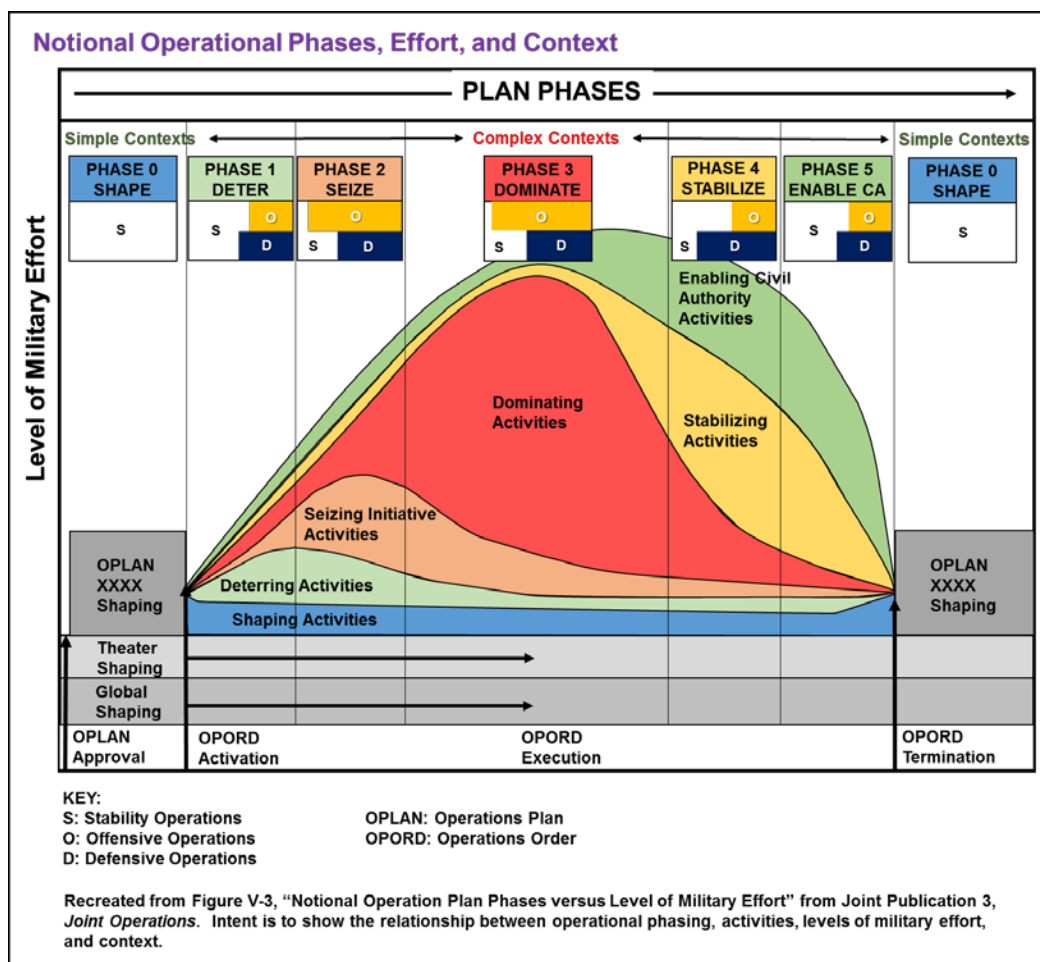 Notional Operational Phases, Effort, and Context
PLAN PHASES
Simple Contexts
Complex Contexts
Simple Contexts
PHASE 0
SHAPE
S
PHASE 1
DETER
O
S
D
PHASE 2
SEIZE
O
S
D
PHASE 3
DOMINATE
O
S
D
PHASE 4
STABILIZE
O
S
D
PHASE 5
ENABLE CA
O
S
D
PHASE 0
SHAPE
S
Level of Military Effort
Enabling Civil
Authority
Activities
Dominating
Activities
Stabilizing
Activities
Seizing Initiative
Activities
Deterring Activities
Shaping Activities
OPLAN
XXXX
Shaping
OPLAN
XXXX
Shaping
Theater
Shaping
Global
Shaping
OPLAN
Approval
OPORD
Activation
OPORD
Execution
OPORD
Termination
KEY:
S: Stability Operations
O: Offensive Operations
D: Defensive Operations
OPLAN: Operations Plan
OPORD: Operations Order
Recreated from Figure V-3, “Notional Operation Plan Phases versus Level of Military Effort” from Joint Publication 3,
Joint Operations. Intent is to show the relationship between operational phasing, activities, levels of military effort,
and context.